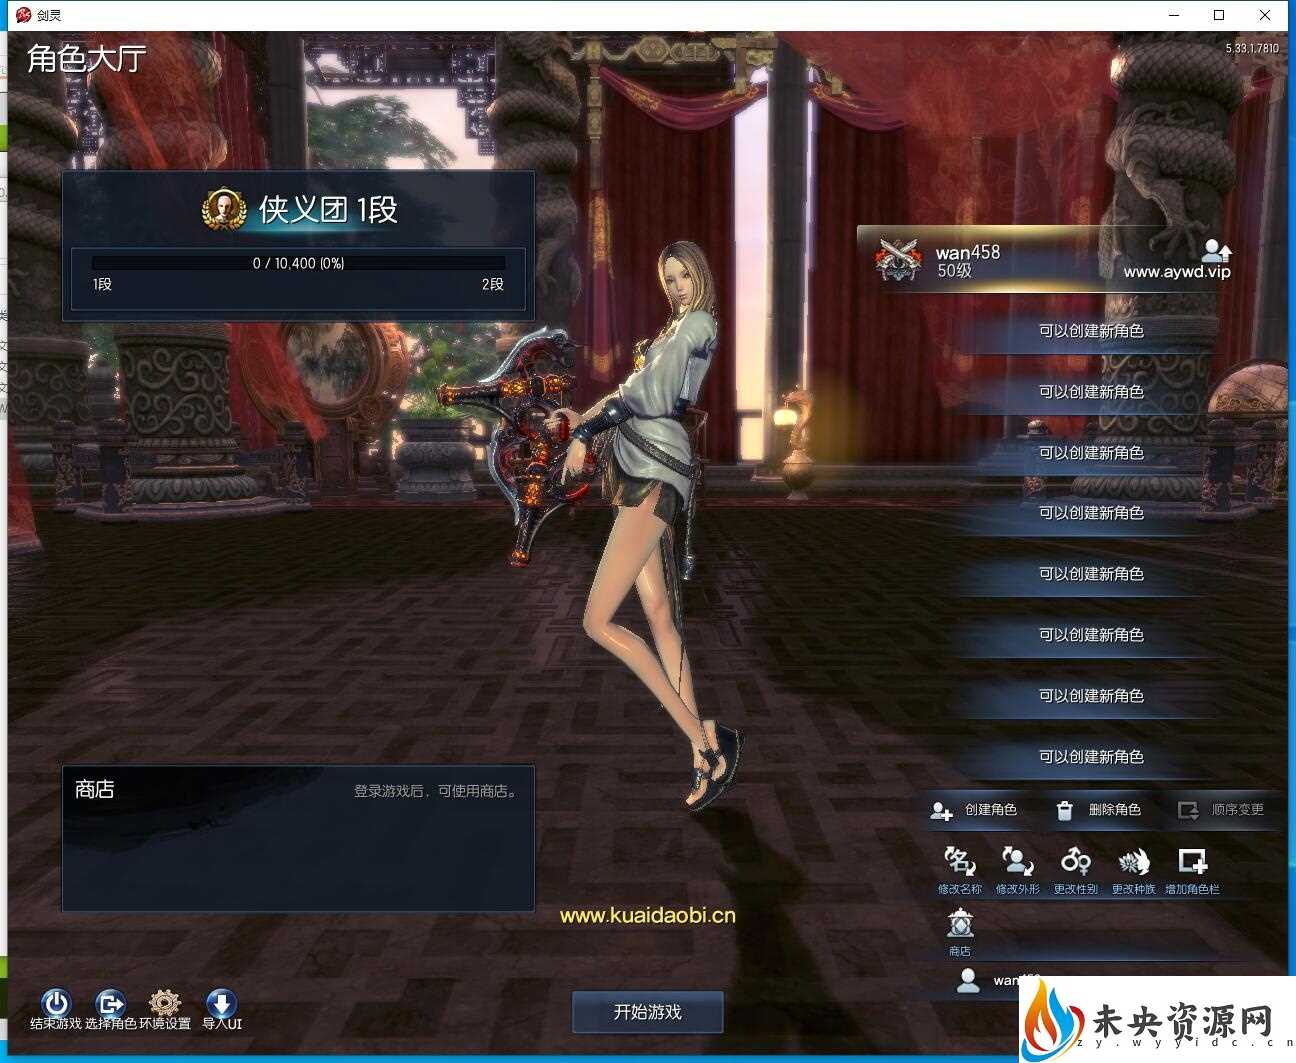 剑灵
角色大厅
5.33.1.7810
侠义团 1段
0 / 10,400 (0%)
1段
2段
wan458
50级
www.aywd.vip
可以创建新角色
可以创建新角色
可以创建新角色
可以创建新角色
可以创建新角色
可以创建新角色
可以创建新角色
可以创建新角色
商店
登录游戏后，可使用商店。
创建角色
删除角色
顺序变更
修改名称
修改外形
更改性别
更改种族
增加角色栏
商店
www.kuaidaobi.cn
结束游戏
选择角色
环境设置
导入UI
开始游戏
未央资源网
zy.wyyidc.cn